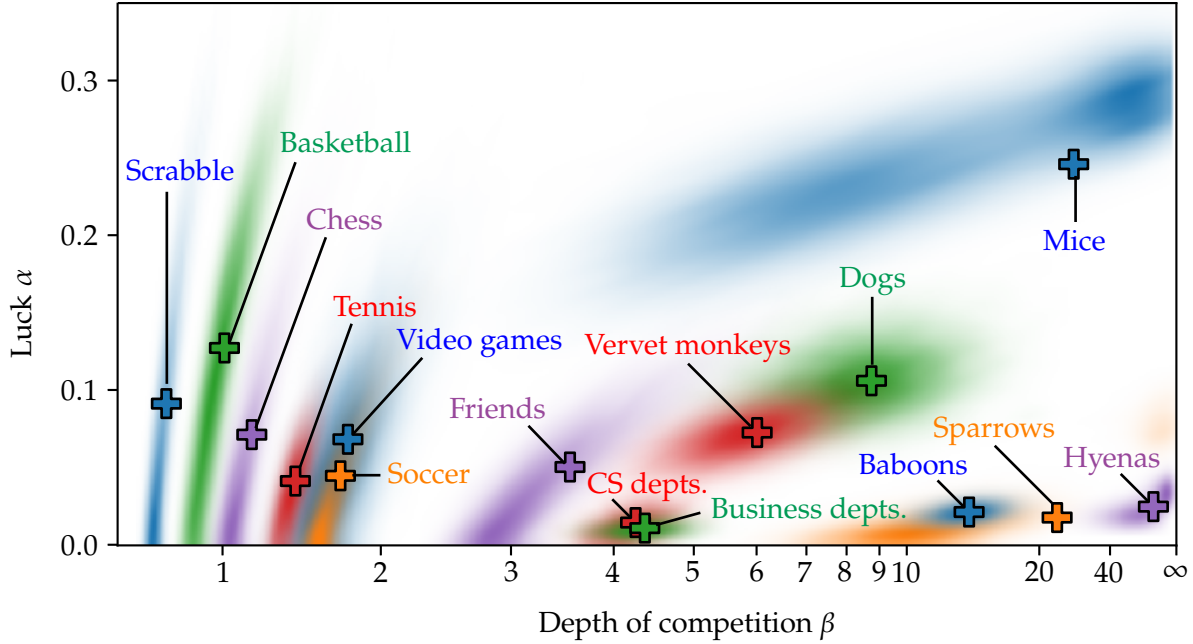 0.3
Basketball
Scrabble
Chess
0.2
Mice
Dogs
Tennis
Video games
Vervet monkeys
0.1
Friends
Sparrows
Baboons
Hyenas
Soccer
CS depts.
Business depts.
0.0
Luck α
1 2 3 4 5 6 7 8 9 10 20 40 ∞
Depth of competition β